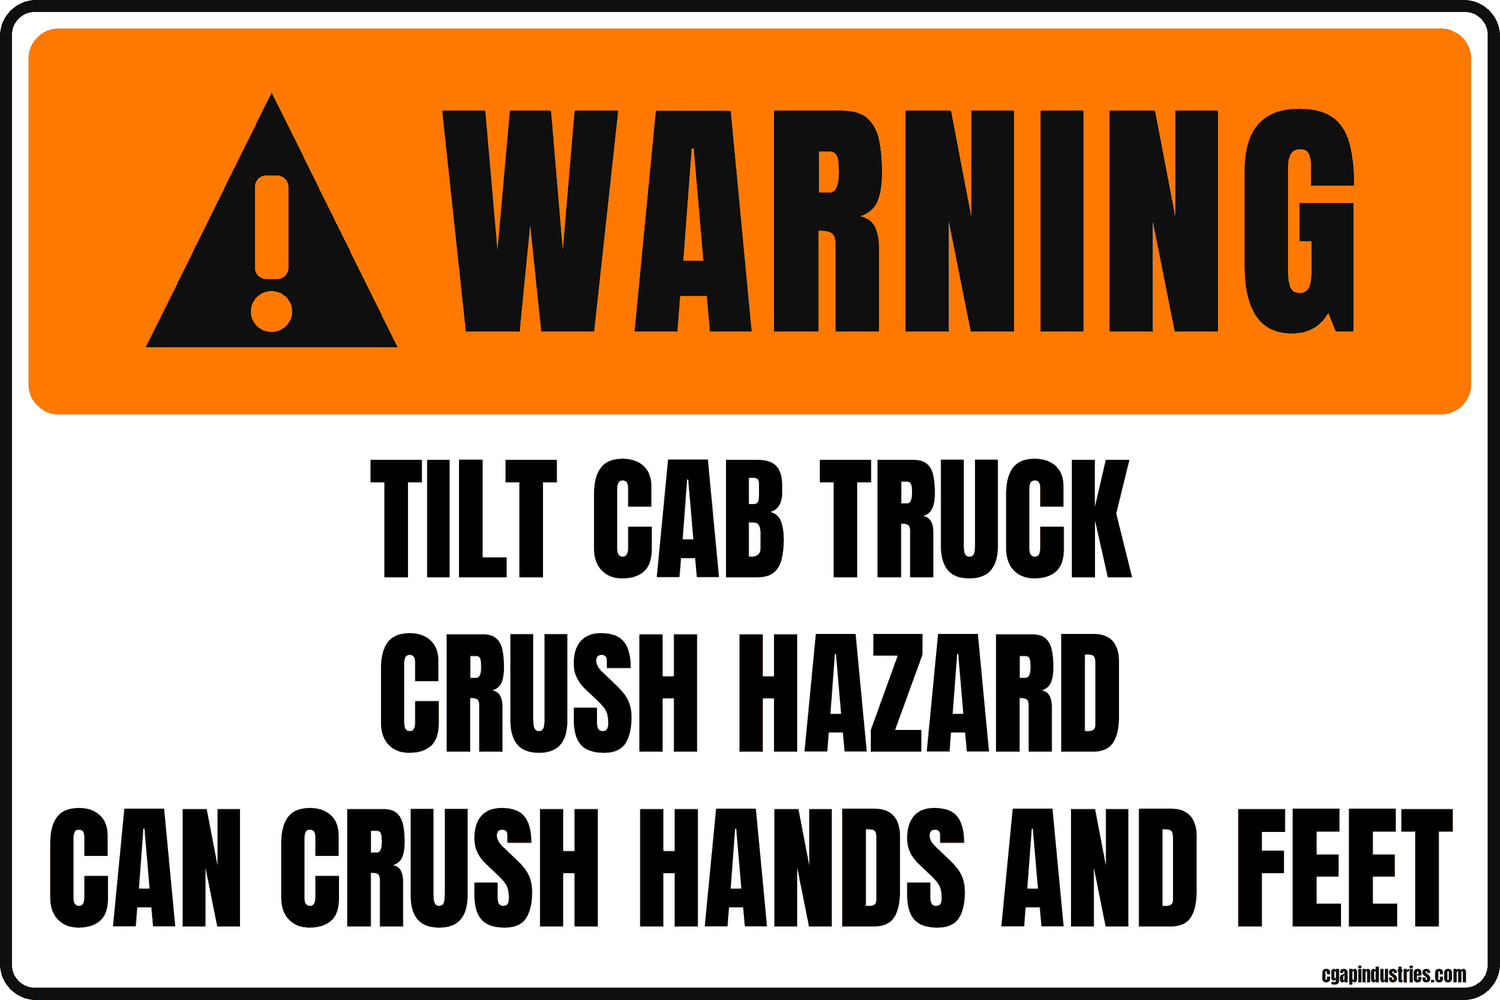 WARNING
TILT CAB TRUCK
CRUSH HAZARD
CAN CRUSH HANDS AND FEET
cgapindustries.com